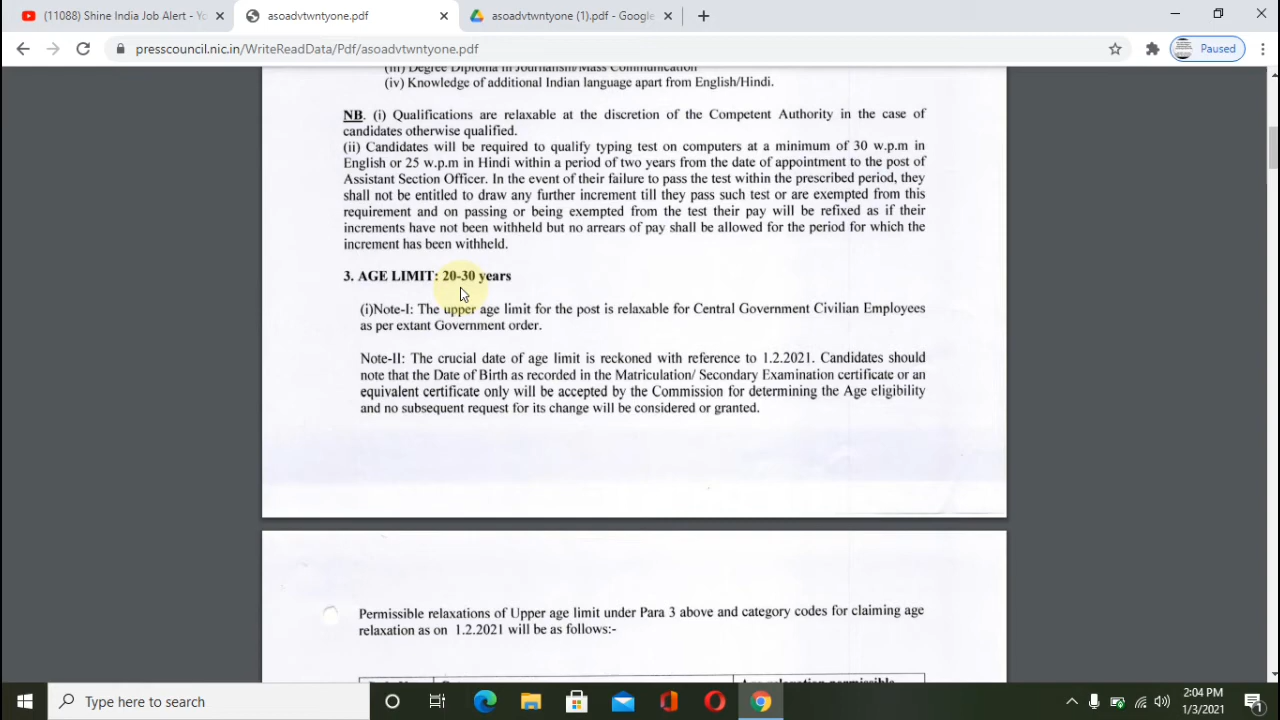 (11088) Shine India Job Alert - Yo
asoadvtwntyone.pdf
asoadvtwntyone (1).pdf - Google
presscouncil.nic.in/WriteReadData/Pdf/asoadvtwntyone.pdf
Paused
(iii) Degree Diploma in Journalism/Mass Communication
(iv) Knowledge of additional Indian language apart from English/Hindi.
NB. (i) Qualifications are relaxable at the discretion of the Competent Authority in the case of
candidates otherwise qualified.
(ii) Candidates will be required to qualify typing test on computers at a minimum of 30 w.p.m in
English or 25 w.p.m in Hindi within a period of two years from the date of appointment to the post of
Assistant Section Officer. In the event of their failure to pass the test within the prescribed period, they
shall not be entitled to draw any further increment till they pass such test or are exempted from this
requirement and on passing or being exempted from the test their pay will be refixed as if their
increments have not been withheld but no arrears of pay shall be allowed for the period for which the
increment has been withheld.
3. AGE LIMIT: 20-30 years
(i)Note-I: The upper age limit for the post is relaxable for Central Government Civilian Employees
as per extant Government order.
Note-II: The crucial date of age limit is reckoned with reference to 1.2.2021. Candidates should
note that the Date of Birth as recorded in the Matriculation/ Secondary Examination certificate or an
equivalent certificate only will be accepted by the Commission for determining the Age eligibility
and no subsequent request for its change will be considered or granted.
Permissible relaxations of Upper age limit under Para 3 above and category codes for claiming age
relaxation as on 1.2.2021 will be as follows:-
Age relaxation permissible
Type here to search
2:04 PM
1/3/2021